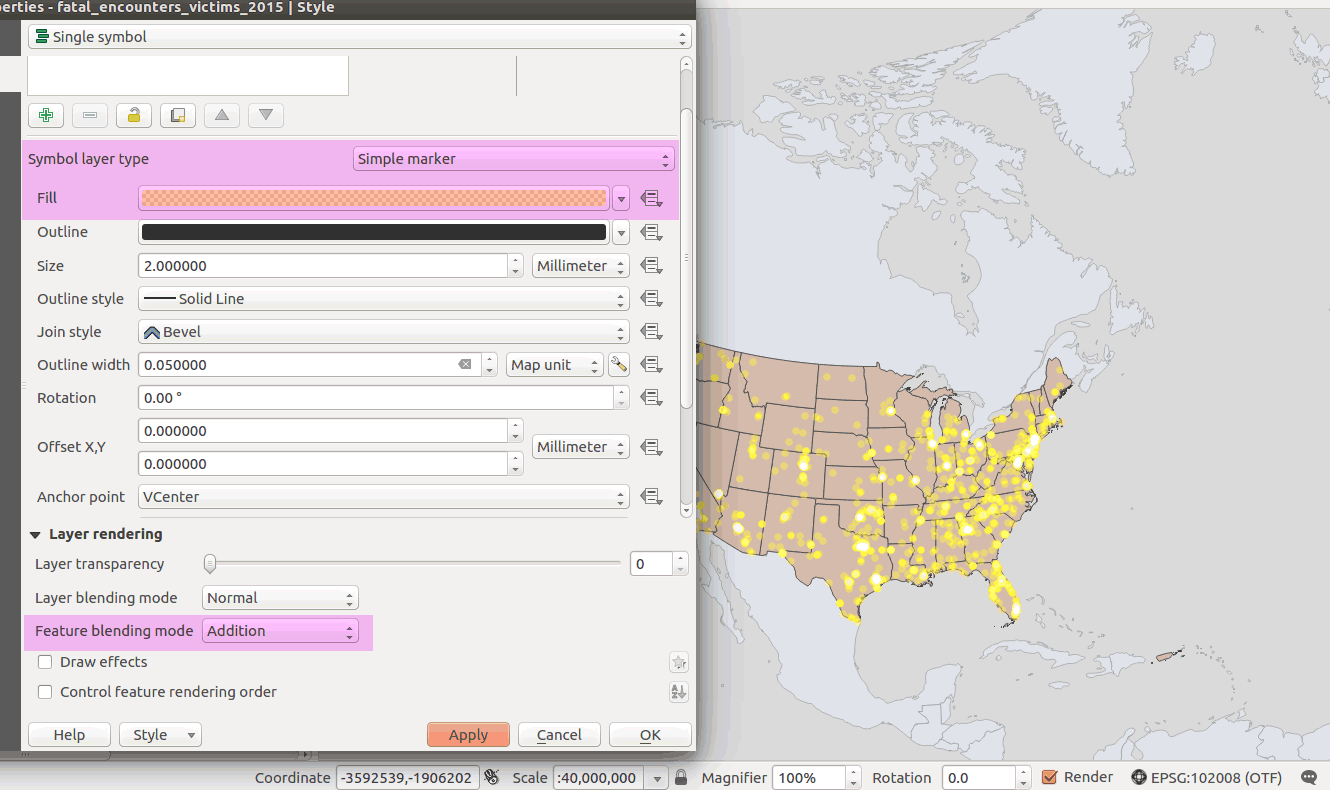 perties - fatal_encounters_victims_2015 | Style
Single symbol
Symbol layer type Simple marker
Fill
Outline
Size 2.000000 Millimeter
Outline style Solid Line
Join style Bevel
Outline width 0.050000 Map unit
Rotation 0.00 °
Offset X,Y 0.000000 Millimeter
0.000000
Anchor point VCenter
Layer rendering
Layer transparency 0
Layer blending mode Normal
Feature blending mode Addition
Draw effects
Control feature rendering order
Help Style Apply Cancel OK
Coordinate -3592539,-1906202 Scale :40,000,000 Magnifier 100% Rotation 0.0 Render EPSG:102008 (OTF)